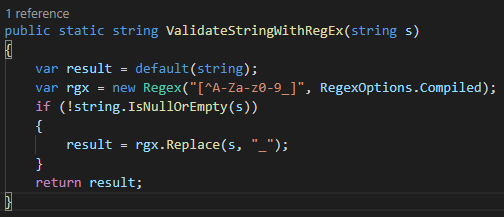 1 reference
public static string ValidateStringWithRegEx(string s)
{
    var result = default(string);
    var rgx = new Regex("[^A-Za-z0-9_]", RegexOptions.Compiled);
    if (!string.IsNullOrEmpty(s))
    {
        result = rgx.Replace(s, "_");
    }
    return result;
}